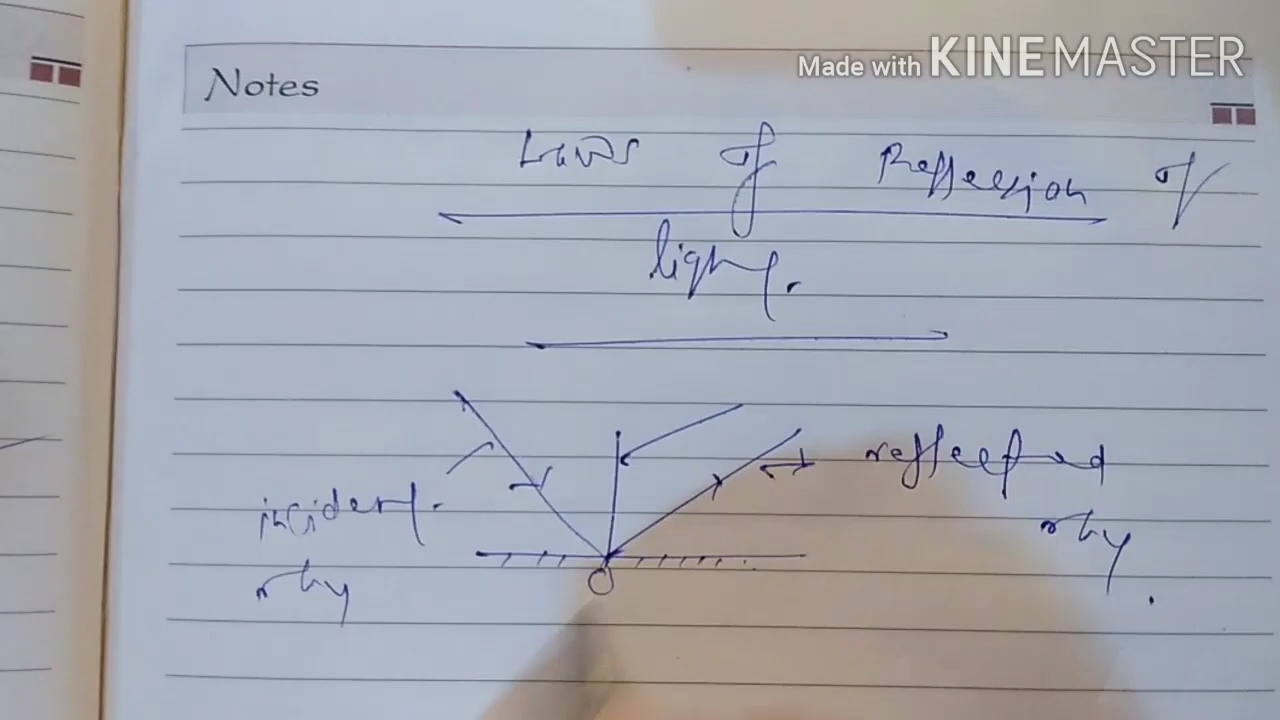 Made with KINEMASTER
Notes
Laws of Reflection of
light.
incident
ray
reflected
ray.
O